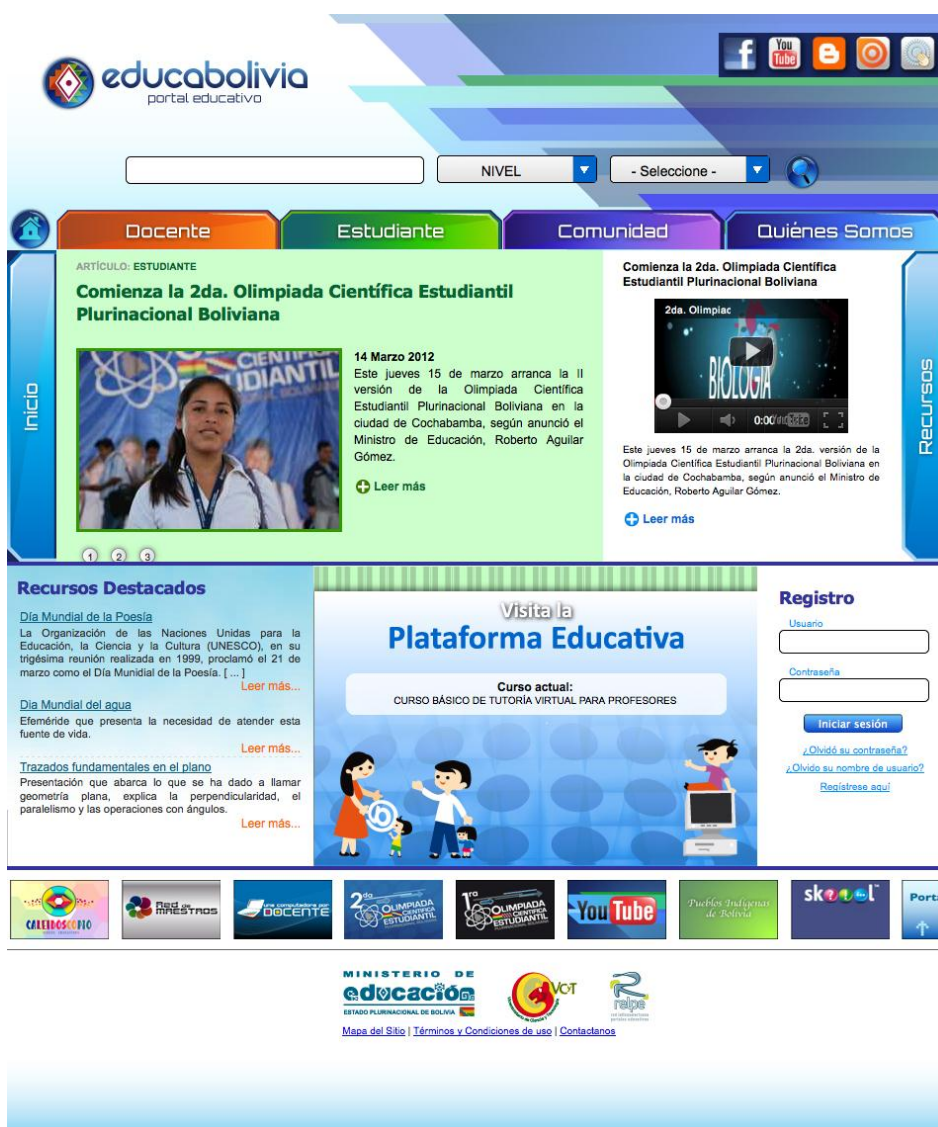 educabolivia
portal educativo
f
You
Tube
NIVEL
- Seleccione -
Docente
Estudiante
Comunidad
Quiénes Somos
Inicio
ARTÍCULO: ESTUDIANTE
Comienza la 2da. Olimpiada Científica Estudiantil
Plurinacional Boliviana
14 Marzo 2012
Este jueves 15 de marzo arranca la II
versión de la Olimpiada Científica
Estudiantil Plurinacional Boliviana en la
ciudad de Cochabamba, según anunció el
Ministro de Educación, Roberto Aguilar
Gómez.
Leer más
1 2 3
Comienza la 2da. Olimpiada Científica
Estudiantil Plurinacional Boliviana
2da. Olimpiac
BIOLOGIA
0:00
Este jueves 15 de marzo arranca la 2da. versión de la
Olimpiada Científica Estudiantil Plurinacional Boliviana en
la ciudad de Cochabamba, según anunció el Ministro de
Educación, Roberto Aguilar Gómez.
Leer más
Recursos
Recursos Destacados
Día Mundial de la Poesía
La Organización de las Naciones Unidas para la
Educación, la Ciencia y la Cultura (UNESCO), en su
trigésima reunión realizada en 1999, proclamó el 21 de
marzo como el Día Munidial de la Poesía. [ ... ]
Leer más...
Dia Mundial del agua
Efeméride que presenta la necesidad de atender esta
fuente de vida.
Leer más...
Trazados fundamentales en el plano
Presentación que abarca lo que se ha dado a llamar
geometría plana, explica la perpendicularidad, el
paralelismo y las operaciones con ángulos.
Leer más...
Visita la
Plataforma Educativa
Curso actual:
CURSO BÁSICO DE TUTORÍA VIRTUAL PARA PROFESORES
Registro
Usuario
Contraseña
Iniciar sesión
¿Olvidó su contraseña?
¿Olvido su nombre de usuario?
Regístrese aquí
CALEIDOSCOPIO
Red de
MAESTROS
una computadora por
DOCENTE
2da
OLIMPIADA
CIENTÍFICA
ESTUDIANTIL
1ra
OLIMPIADA
CIENTÍFICA
ESTUDIANTIL
YouTube
Pueblos Indígenas
de Bolivia
skoool
Port
MINISTERIO DE
educación
ESTADO PLURINACIONAL DE BOLIVIA
VCT
relpe
Mapa del Sitio | Términos y Condiciones de uso | Contactanos